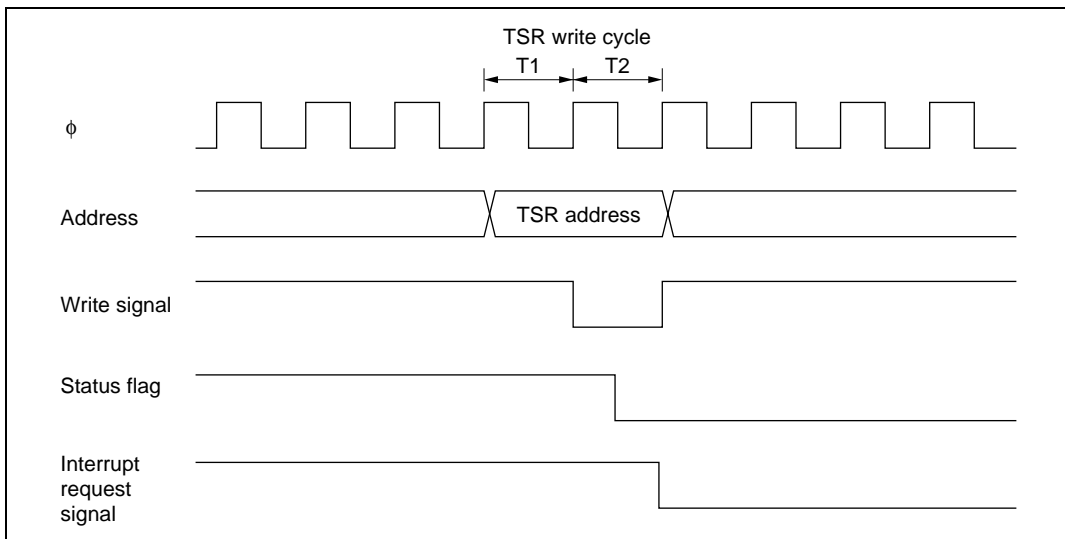 TSR write cycle
T1 T2
ϕ
Address
TSR address
Write signal
Status flag
Interrupt
request
signal